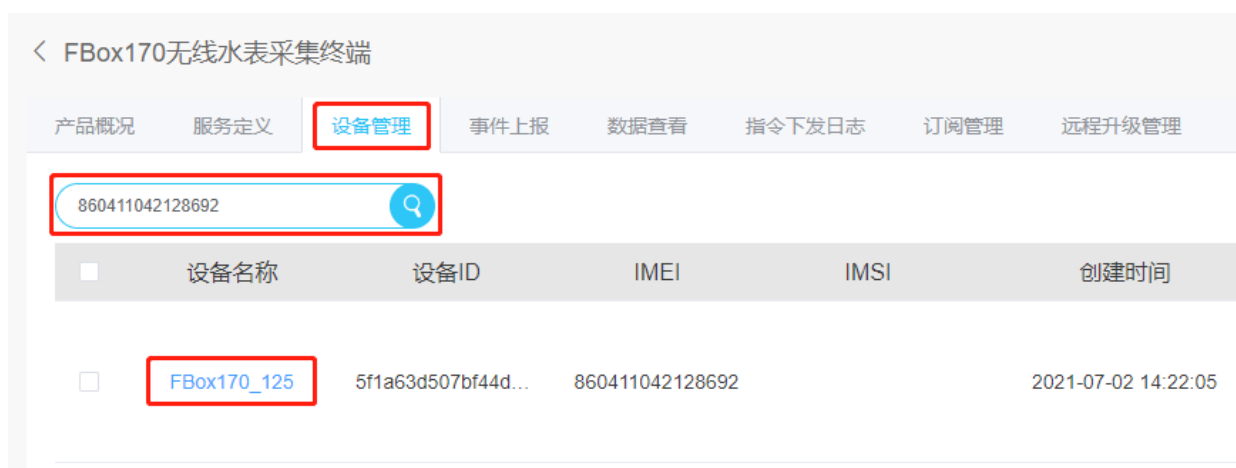 < FBox170无线水表采集终端
产品概况 服务定义 设备管理 事件上报 数据查看 指令下发日志 订阅管理 远程升级管理
860411042128692
设备名称 设备ID IMEI IMSI 创建时间
FBox170_125 5f1a63d507bf44d... 860411042128692 2021-07-02 14:22:05